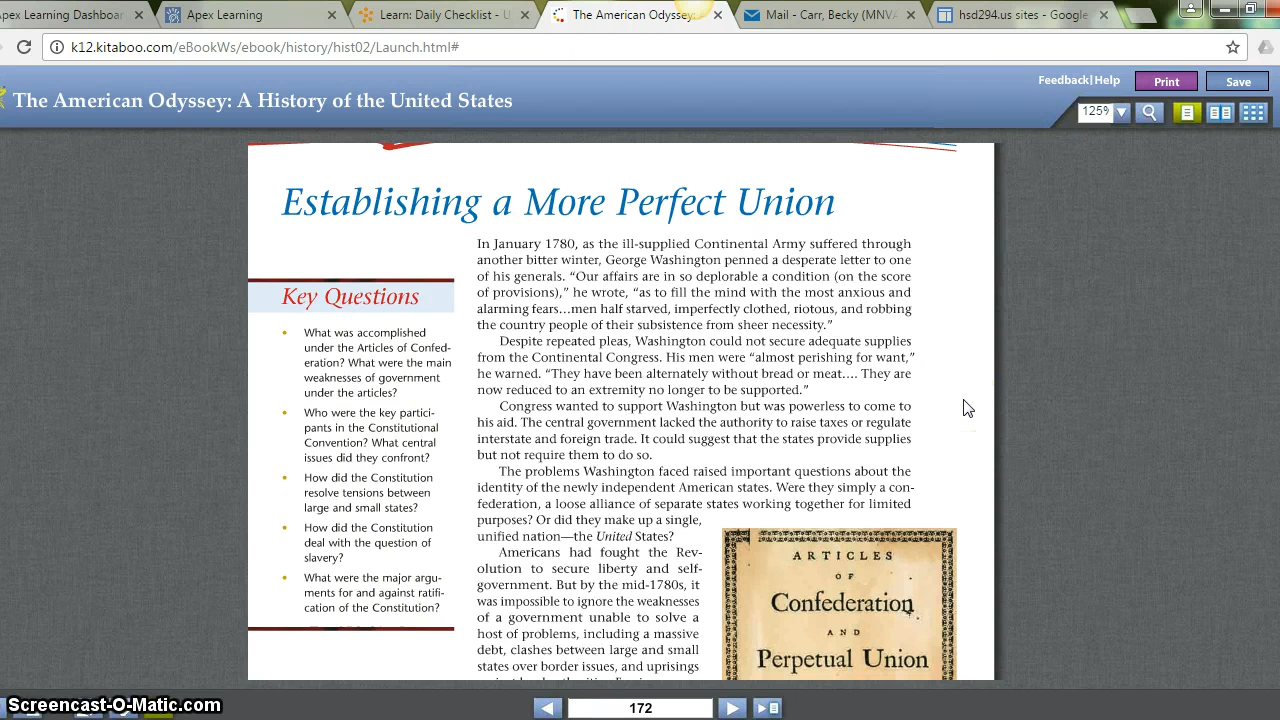 pex Learning Dashboa
Apex Learning
Learn: Daily Checklist - U
The American Odyssey:
Mail - Carr, Becky (MNVA
hsd294.us sites - Google
k12.kitaboo.com/eBookWs/ebook/history/hist02/Launch.html#
Feedback|Help
Print
Save
The American Odyssey: A History of the United States
125%
Establishing a More Perfect Union
Key Questions
• What was accomplished
under the Articles of Confed-
eration? What were the main
weaknesses of government
under the articles?
• Who were the key partici-
pants in the Constitutional
Convention? What central
issues did they confront?
• How did the Constitution
resolve tensions between
large and small states?
• How did the Constitution
deal with the question of
slavery?
• What were the major argu-
ments for and against ratifi-
cation of the Constitution?
In January 1780, as the ill-supplied Continental Army suffered through
another bitter winter, George Washington penned a desperate letter to one
of his generals. “Our affairs are in so deplorable a condition (on the score
of provisions),” he wrote, “as to fill the mind with the most anxious and
alarming fears…men half starved, imperfectly clothed, riotous, and robbing
the country people of their subsistence from sheer necessity.”
Despite repeated pleas, Washington could not secure adequate supplies
from the Continental Congress. His men were “almost perishing for want,”
he warned. “They have been alternately without bread or meat…. They are
now reduced to an extremity no longer to be supported.”
Congress wanted to support Washington but was powerless to come to
his aid. The central government lacked the authority to raise taxes or regulate
interstate and foreign trade. It could suggest that the states provide supplies
but not require them to do so.
The problems Washington faced raised important questions about the
identity of the newly independent American states. Were they simply a con-
federation, a loose alliance of separate states working together for limited
purposes? Or did they make up a single,
unified nation—the United States?
Americans had fought the Rev-
olution to secure liberty and self-
government. But by the mid-1780s, it
was impossible to ignore the weaknesses
of a government unable to solve a
host of problems, including a massive
debt, clashes between large and small
states over border issues, and uprisings
ARTICLES
OF
Confederation
AND
Perpetual Union
Screencast-O-Matic.com
172